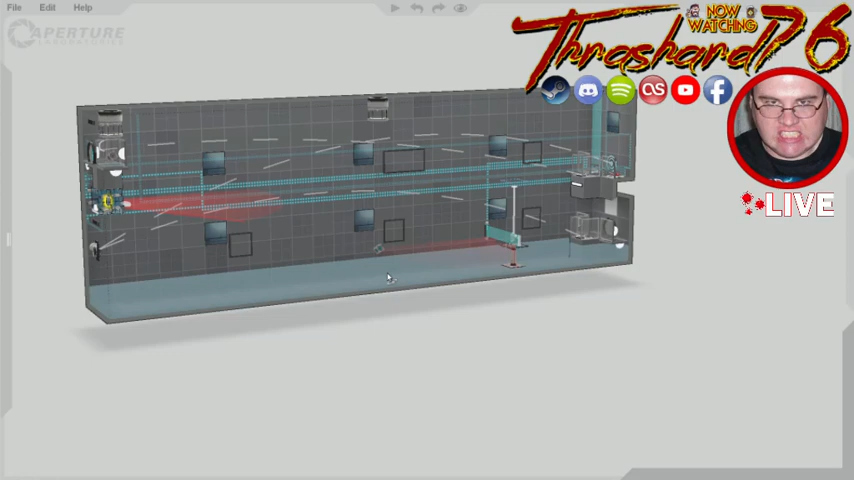 File Edit Help
APERTURE
LABORATORIES
NOW
WATCHING
Thrashard76
LIVE